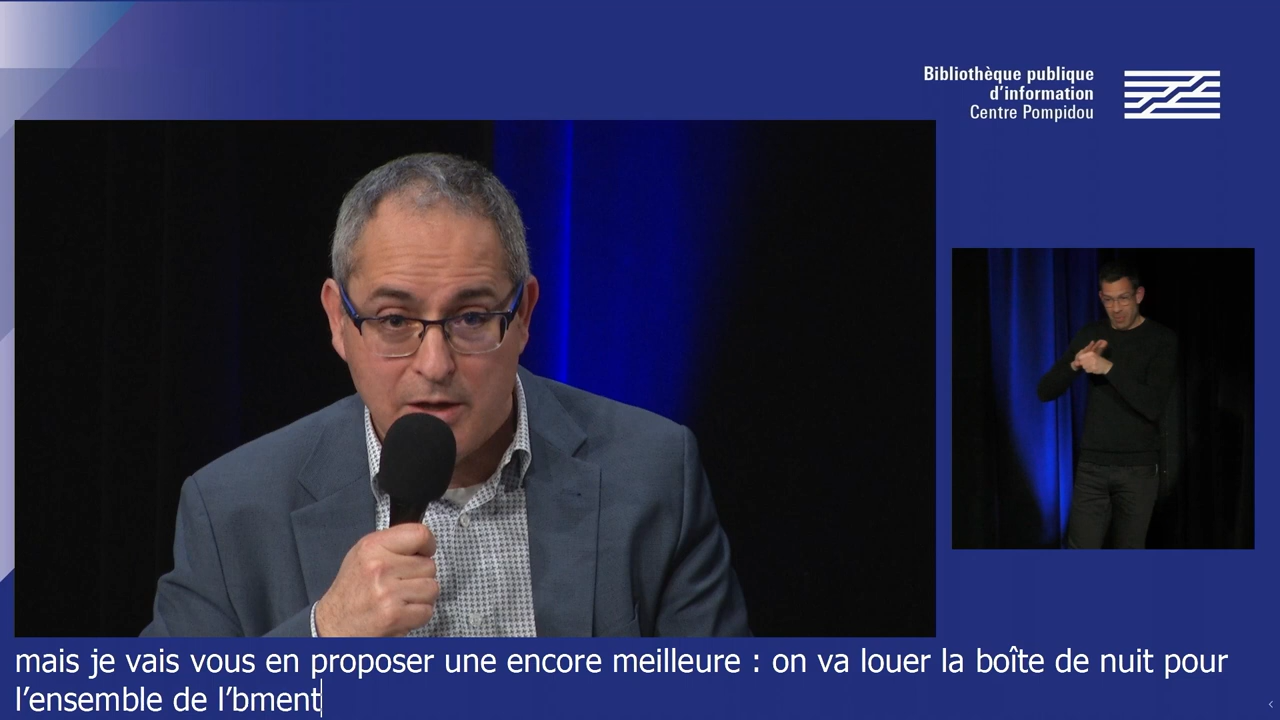 Bibliothèque publique
d'information
Centre Pompidou
mais je vais vous en proposer une encore meilleure : on va louer la boîte de nuit pour
l'ensemble de l'bment